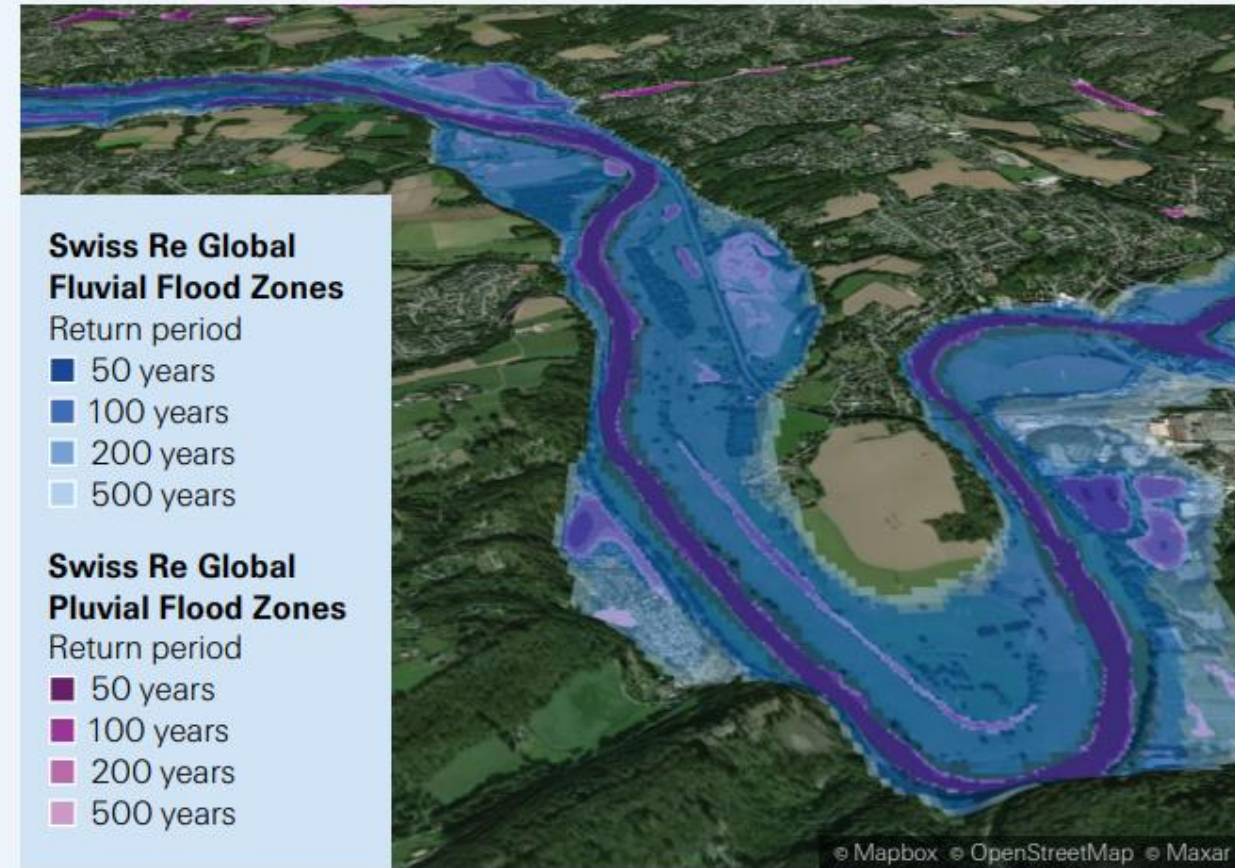 Swiss Re Global
Fluvial Flood Zones
Return period
50 years
100 years
200 years
500 years
Swiss Re Global
Pluvial Flood Zones
Return period
50 years
100 years
200 years
500 years
© Mapbox © OpenStreetMap © Maxar